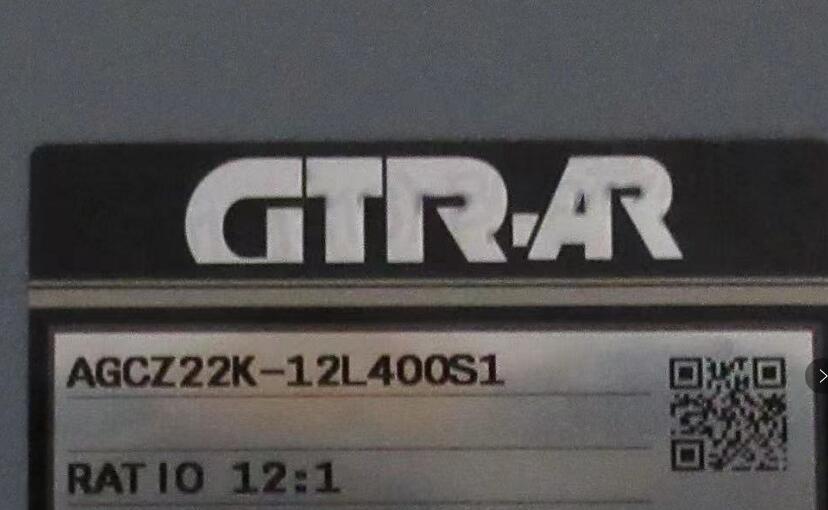 GTR-AR
AGCZ22K-12L400S1
RATIO 12:1